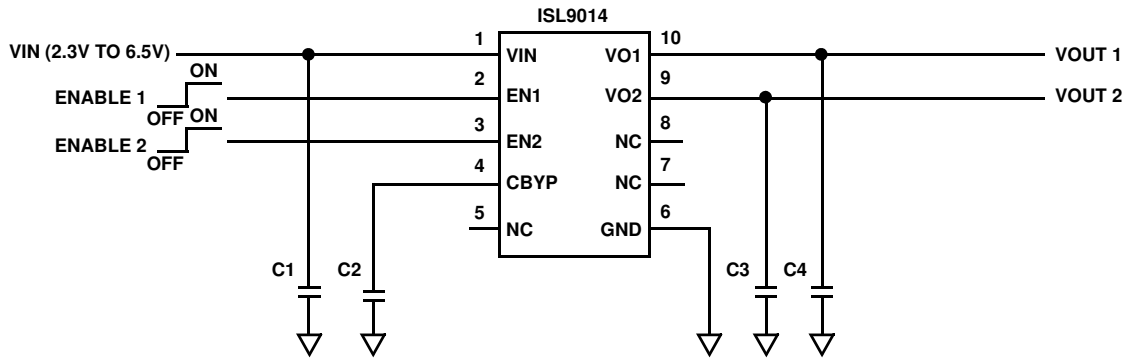 ISL9014
VIN (2.3V TO 6.5V)
1
VIN
VO1
10
VOUT 1
ON
ENABLE 1
OFF
2
EN1
VO2
9
VOUT 2
ON
ENABLE 2
OFF
3
EN2
NC
8
4
CBYP
NC
7
5
NC
GND
6
C1
C2
C3
C4